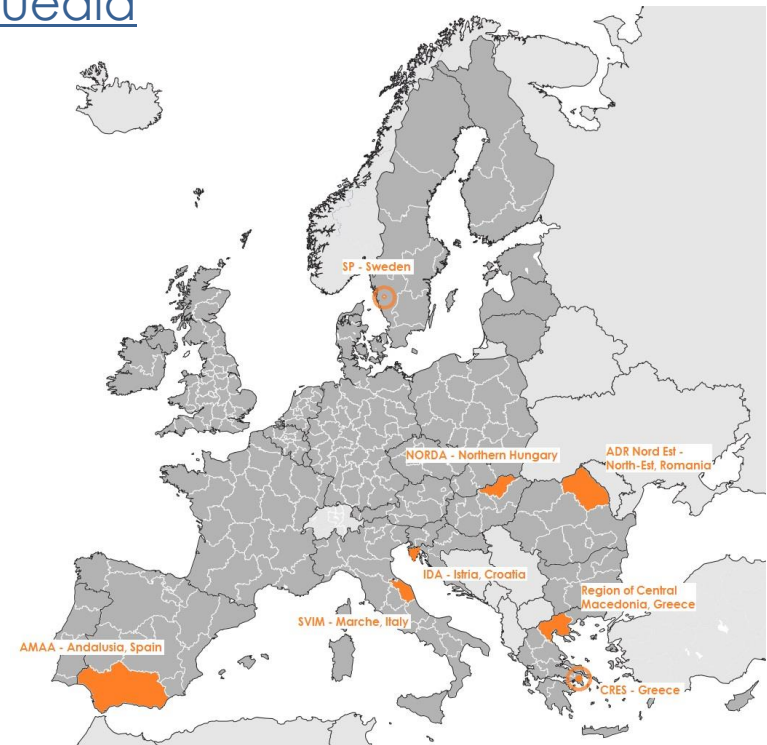 SP - Sweden
NORDA - Northern Hungary
ADR Nord Est -
North-Est, Romania
IDA - Istria, Croatia
Region of Central
Macedonia, Greece
SVIM - Marche, Italy
AMAA - Andalusia, Spain
CRES - Greece